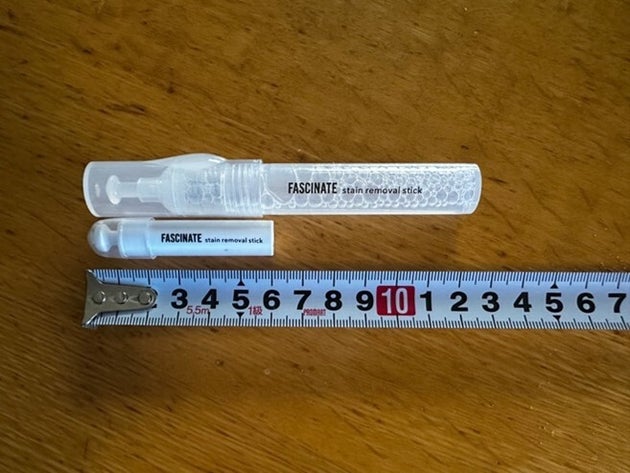 FASCINATE stain removal stick
FASCINATE stain removal stick
3 4 5 6 7 8 9 10 1 2 3 4 5 6 7
5.5m 1級 PROMART